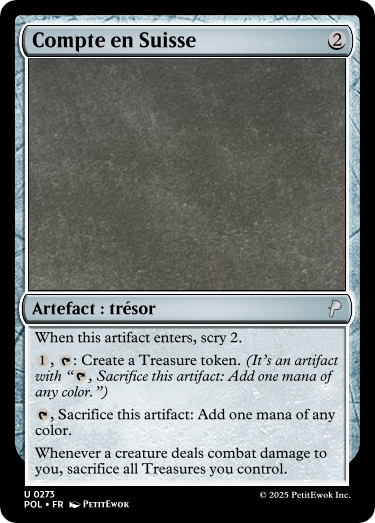 Compte en Suisse 2
Artefact : trésor
When this artifact enters, scry 2.
1, : Create a Treasure token. (It's an artifact
with “, Sacrifice this artifact: Add one mana of
any color.”)
, Sacrifice this artifact: Add one mana of any
color.
Whenever a creature deals combat damage to
you, sacrifice all Treasures you control.
U 0273
POL • FR PetitEwok
© 2025 PetitEwok Inc.